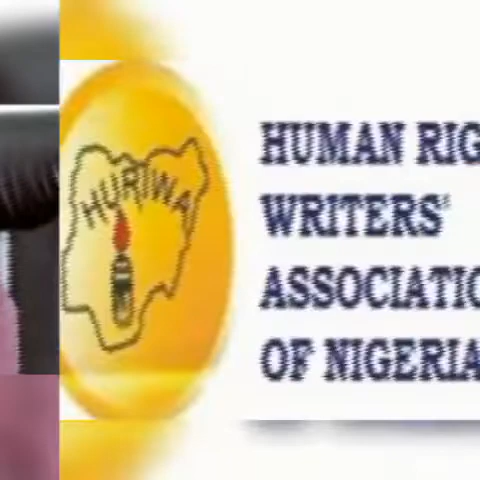 HURIWA
HUMAN RIG
WRITERS'
ASSOCIATIO
OF NIGERIA